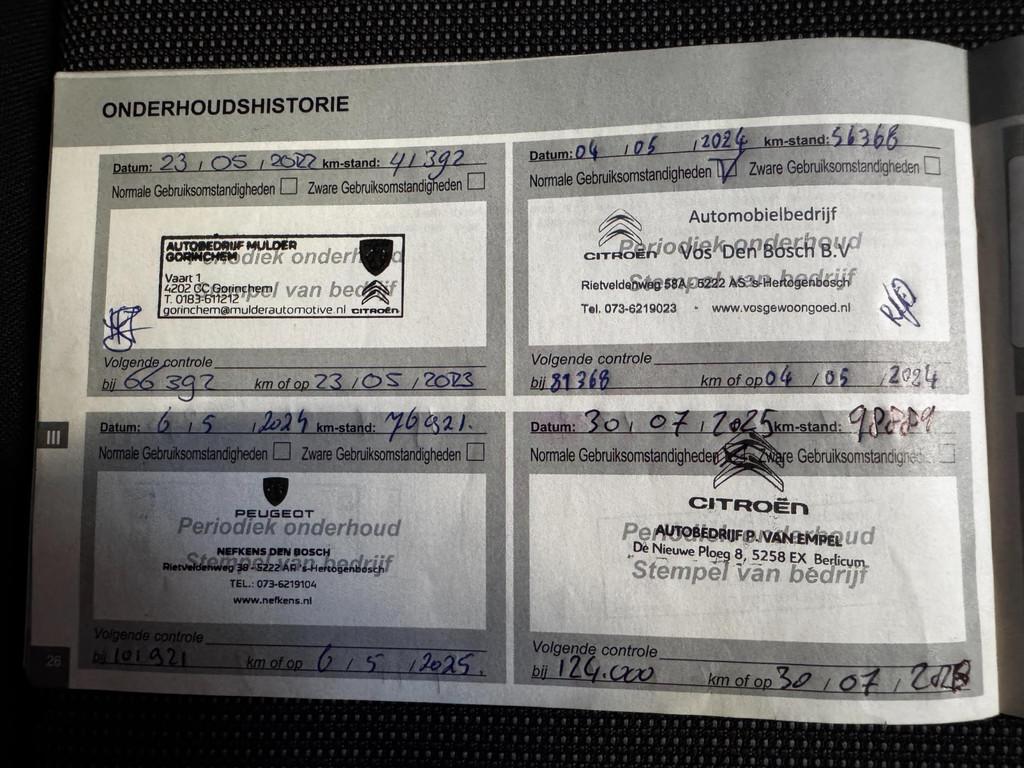 ONDERHOUDSHISTORIE
Datum: 23 / 05 / 2022 km-stand: 41392
Normale Gebruiksomstandigheden Zware Gebruiksomstandigheden
AUTOBEDRIJF MULDER
GORINCHEM
Periodiek onderhoud
Vaart 1
4202 CC Gorinchem
Stempel van bedrijf
T. 0183-611212
gorinchem@mulderautomotive.nl CITROËN
Volgende controle
bij 66392 km of op 23 / 05 / 2023
Datum: 04 / 05 / 2024 km-stand: 56368
Normale Gebruiksomstandigheden V Zware Gebruiksomstandigheden
Automobielbedrijf
Periodiek onderhoud
CITROËN Vos Den Bosch B.V
Stempel van bedrijf
Rietveldenweg 58A - 5222 AS 's-Hertogenbosch
Tel. 073-6219023 - www.vosgewoongoed.nl
Volgende controle
bij 81368 km of op 04 / 05 / 2024
Datum: 6 / 5 / 2024 km-stand: 76921.
Normale Gebruiksomstandigheden Zware Gebruiksomstandigheden
PEUGEOT
Periodiek onderhoud
NEFKENS DEN BOSCH
Stempel van bedrijf
Rietveldenweg 38 - 5222 AR 's-Hertogenbosch
TEL.: 073-6219104
www.nefkens.nl
Volgende controle
bij 101921 km of op 6 / 5 / 2025.
Datum: 30 / 07 / 2025 km-stand:
Normale Gebruiksomstandigheden Zware Gebruiksomstandigheden
CITROËN
Periodiek onderhoud
AUTOBEDRIJF P. VAN EMPEL
De Nieuwe Ploeg 8, 5258 EX Berlicum
Stempel van bedrijf
Volgende controle
bij 124.000 km of op 30 / 07 /
III
26